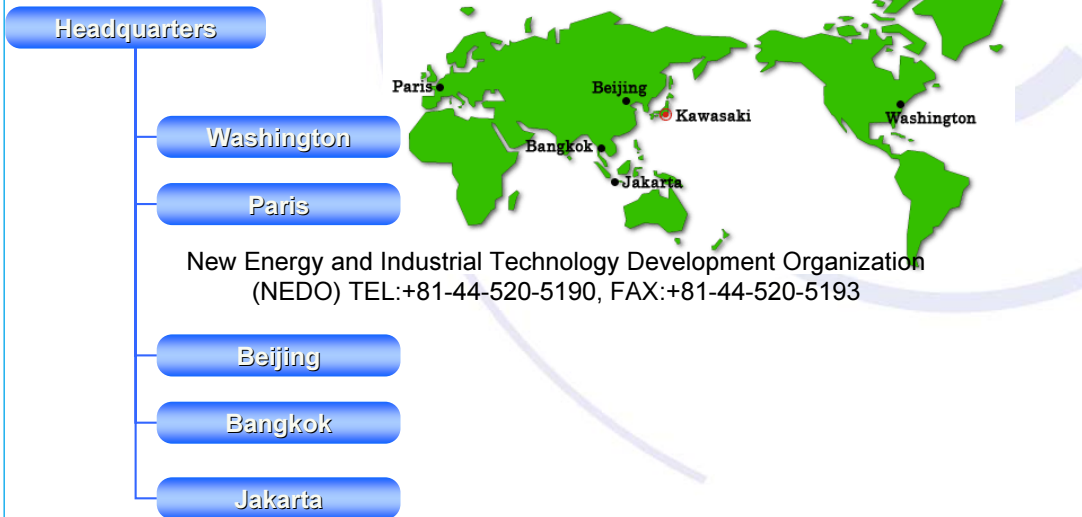 Headquarters
Paris
Beijing
Kawasaki
Washington
Bangkok
Jakarta
Washington
Paris
New Energy and Industrial Technology Development Organization
(NEDO) TEL:+81-44-520-5190, FAX:+81-44-520-5193
Beijing
Bangkok
Jakarta